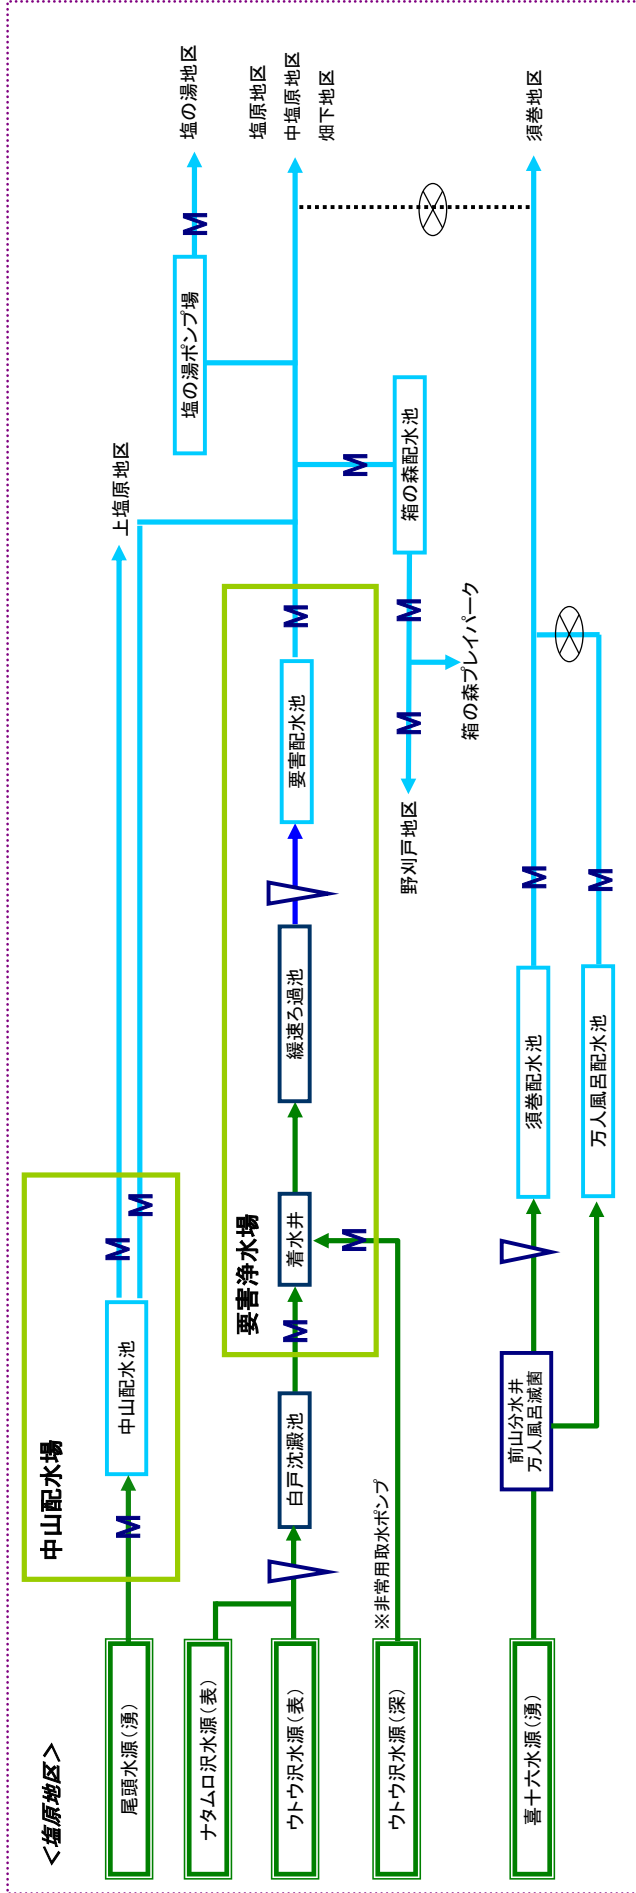 ＜塩原地区＞
尾頭水源（湧）
M
中山配水場
中山配水池
M
M
上塩原地区
ナタムロ沢水源（表）
ウトウ沢水源（表）
白戸沈澱池
M
要害浄水場
着水井
緩速ろ過池
要害配水池
M
塩の湯ポンプ場
M
塩の湯地区
塩原地区
中塩原地区
畑下地区
ウトウ沢水源（深）
※非常用取水ポンプ
M
M
箱の森配水池
M
M
箱の森プレイパーク
野刈戸地区
喜十六水源（湧）
前山分水井
万人風呂滅菌
須巻配水池
M
須巻地区
万人風呂配水池
M